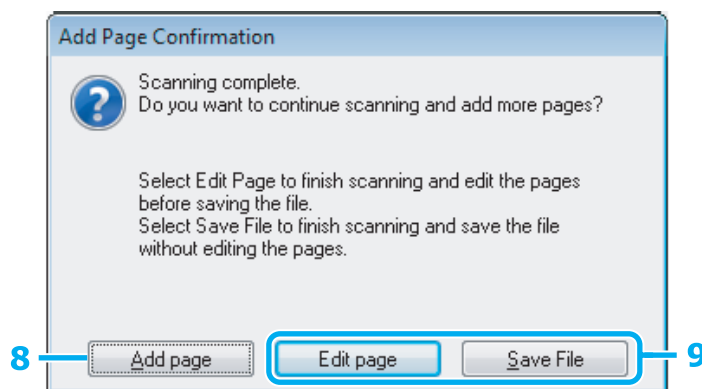 Add Page Confirmation
Scanning complete.
Do you want to continue scanning and add more pages?
Select Edit Page to finish scanning and edit the pages
before saving the file.
Select Save File to finish scanning and save the file
without editing the pages.
8 Add page Edit page Save File 9